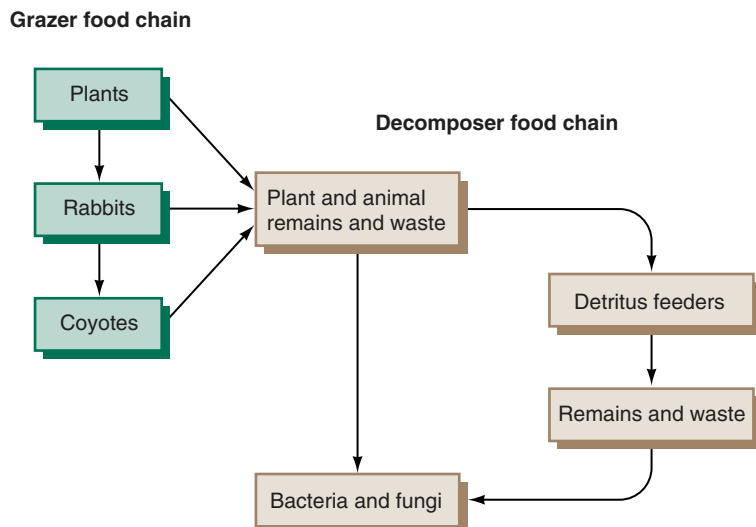 Grazer food chain
Plants
Decomposer food chain
Rabbits
Plant and animal
remains and waste
Coyotes
Detritus feeders
Remains and waste
Bacteria and fungi